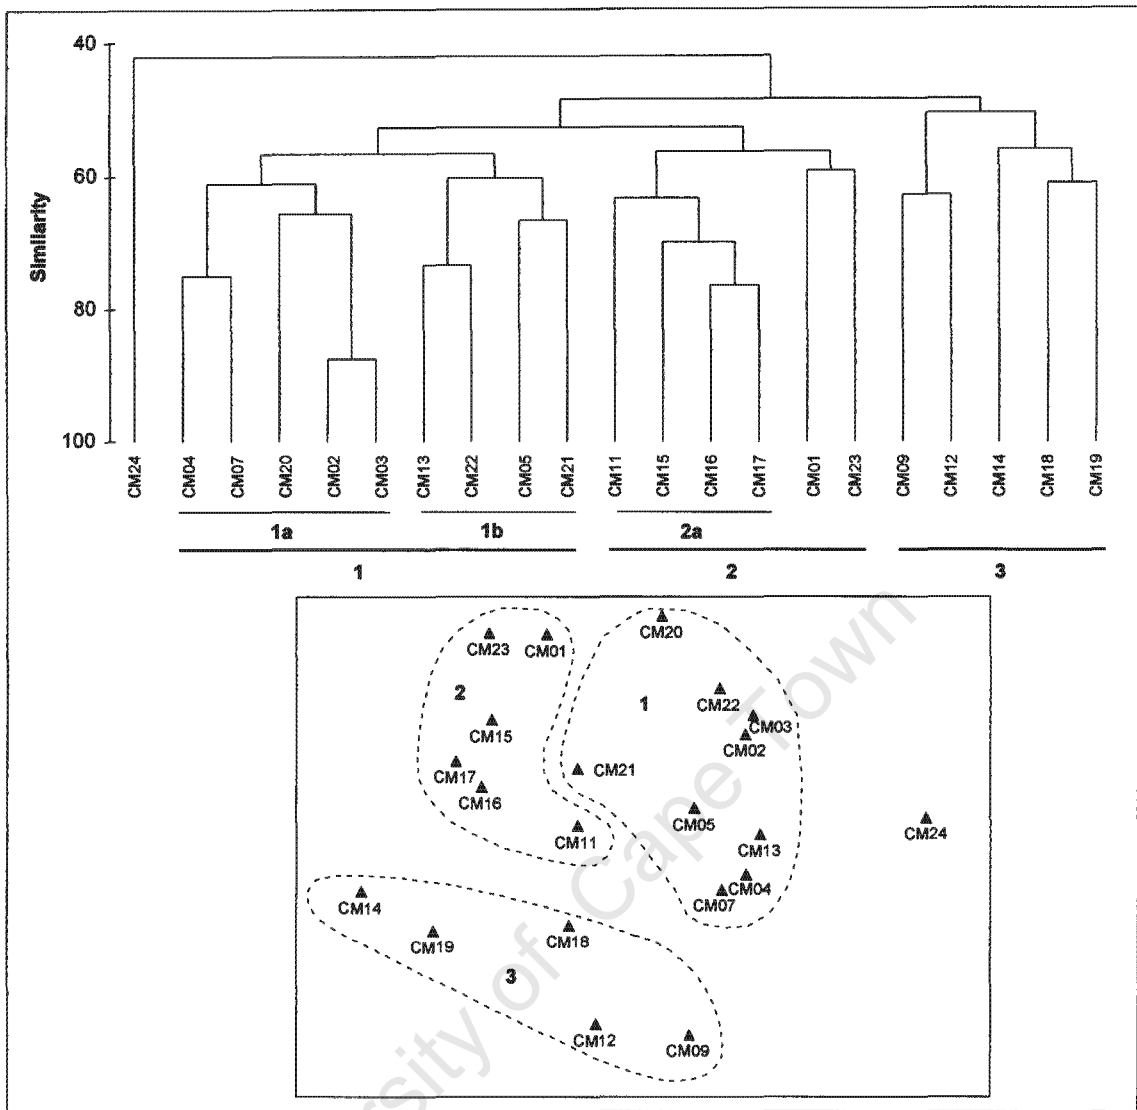 40
60
80
100
Similarity
CM24 CM04 CM07 CM20 CM02 CM03 CM13 CM22 CM05 CM21 CM11 CM15 CM16 CM17 CM01 CM23 CM09 CM12 CM14 CM18 CM19
1a 1b 2a
1 2 3
CM20
CM23 CM01
2 1 CM22
CM03
CM15 CM02
CM17 CM21
CM16
CM05 CM24
CM11 CM13
CM04
CM14 CM07
CM19 CM18
3
CM12 CM09
rsity of Cape Town